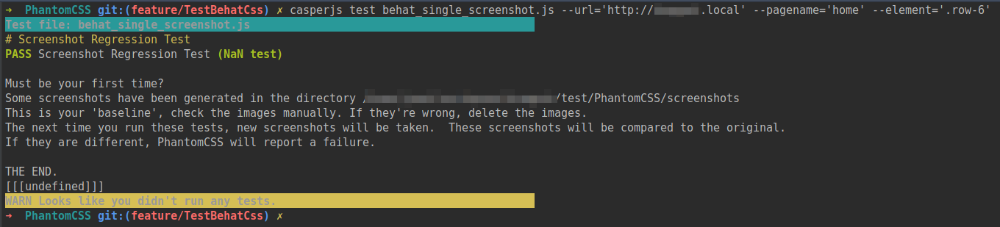 ➜  PhantomCSS git:(feature/TestBehatCss) ✗ casperjs test behat_single_screenshot.js --url='http://.local' --pagename='home' --element='.row-6'
Test file: behat_single_screenshot.js
# Screenshot Regression Test
PASS Screenshot Regression Test (NaN test)
Must be your first time?
Some screenshots have been generated in the directory /test/PhantomCSS/screenshots
This is your 'baseline', check the images manually. If they're wrong, delete the images.
The next time you run these tests, new screenshots will be taken.  These screenshots will be compared to the original.
If they are different, PhantomCSS will report a failure.
THE END.
[[[undefined]]]
WARN Looks like you didn't run any tests.
➜  PhantomCSS git:(feature/TestBehatCss) ✗